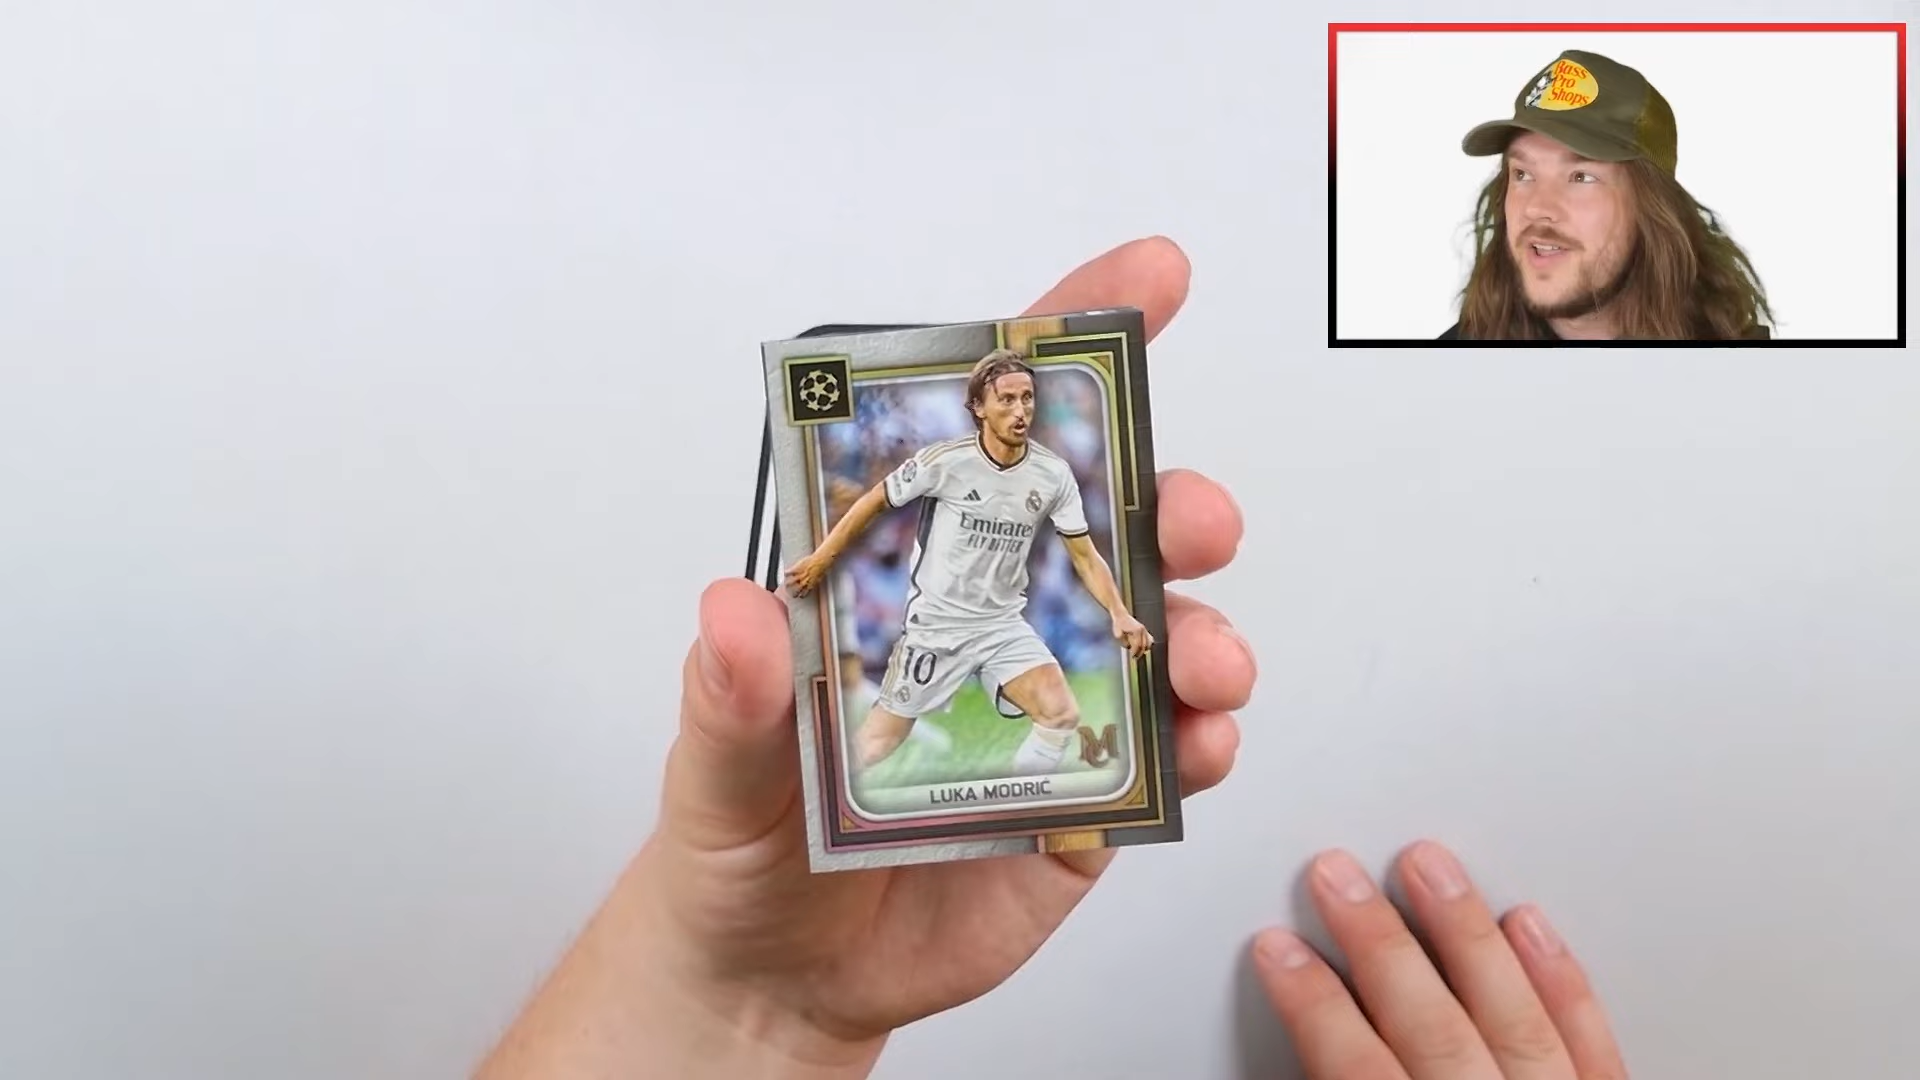 Bass
Pro
Shops
Emirates
FLY BETTER
10
LUKA MODRIĆ